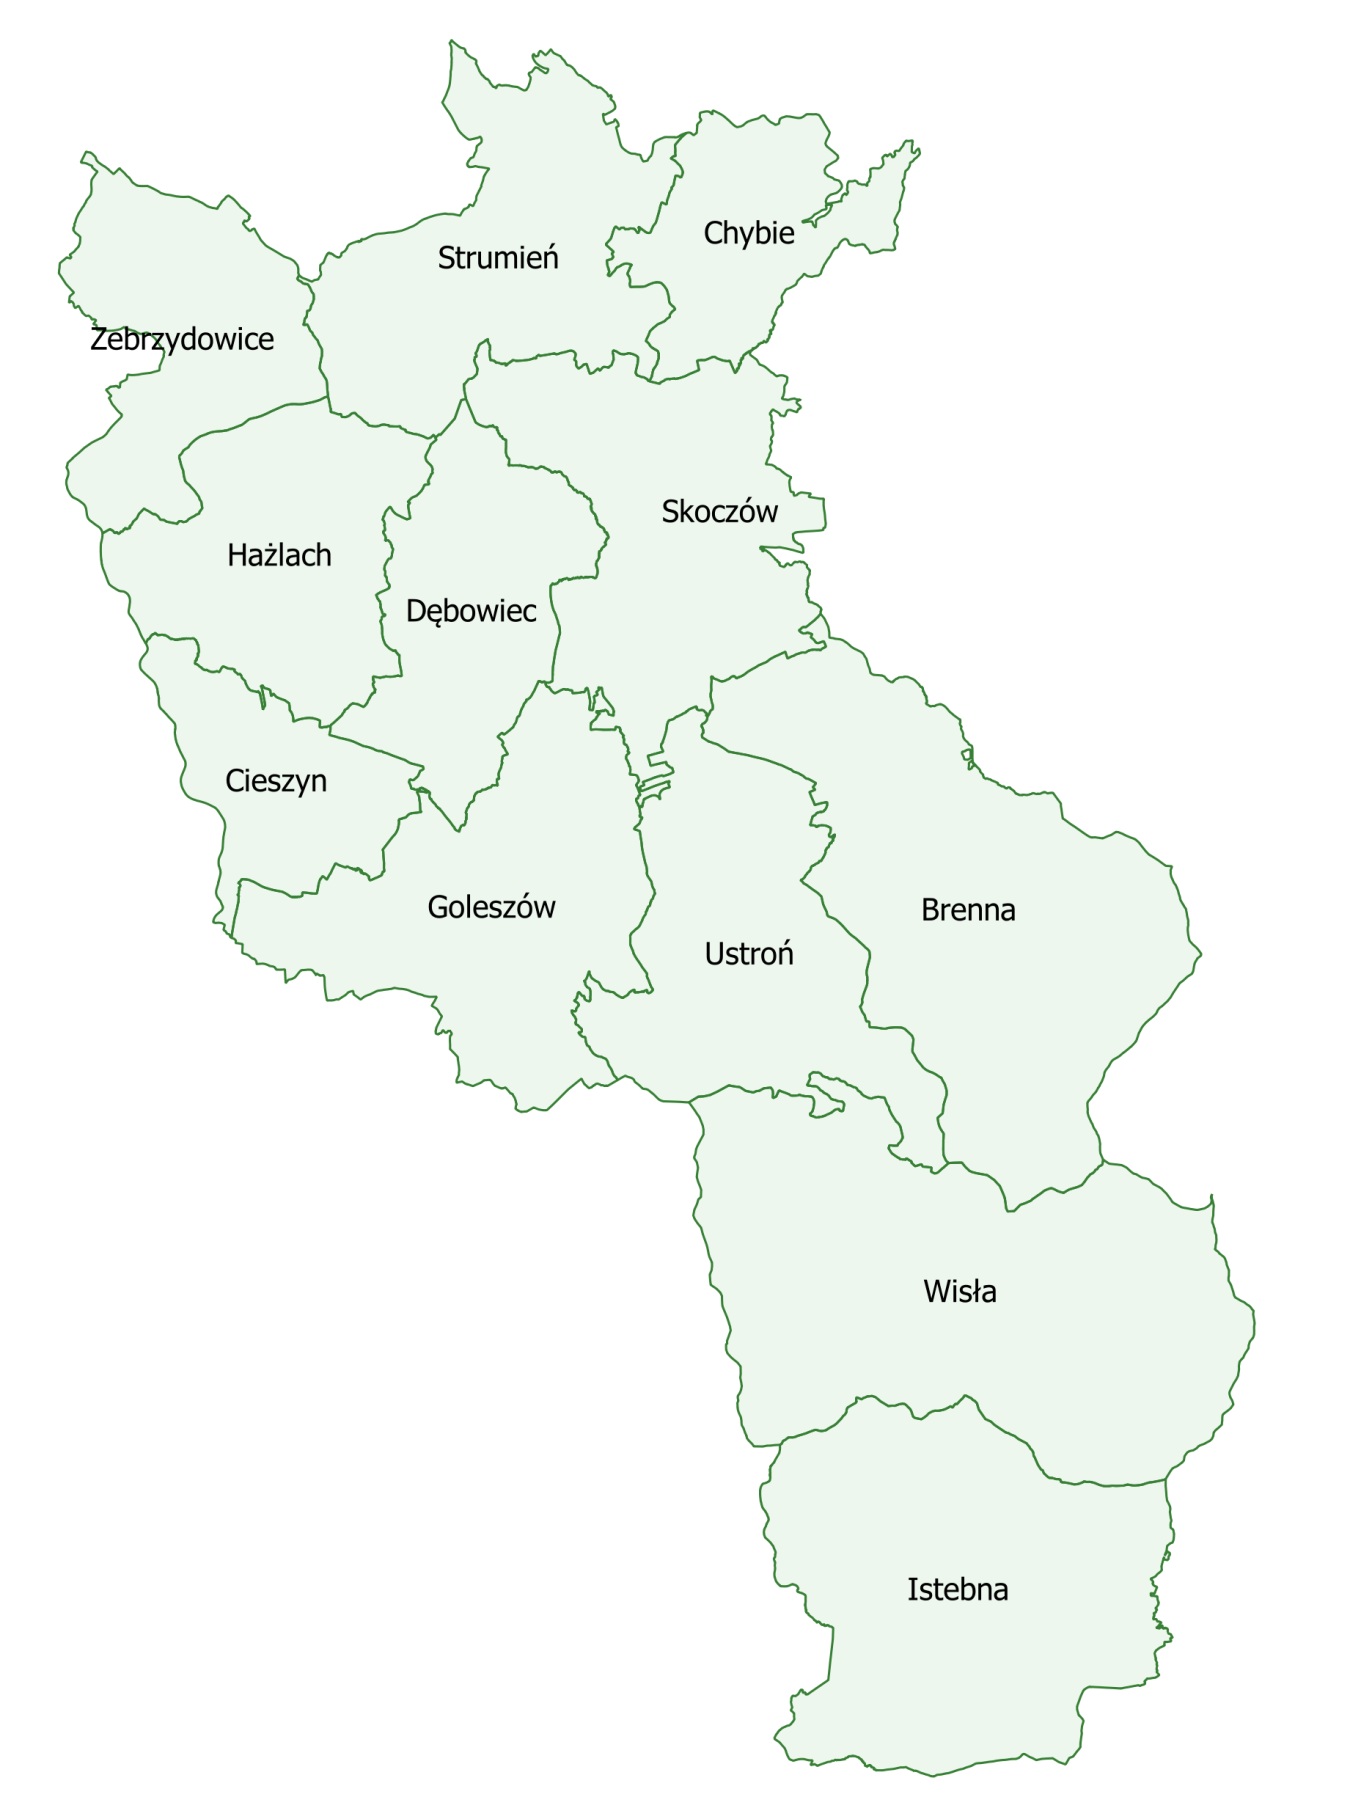 Chybie
Strumień
Zebrzydowice
Skoczów
Hażlach
Dębowiec
Cieszyn
Goleszów
Brenna
Ustroń
Wisła
Istebna